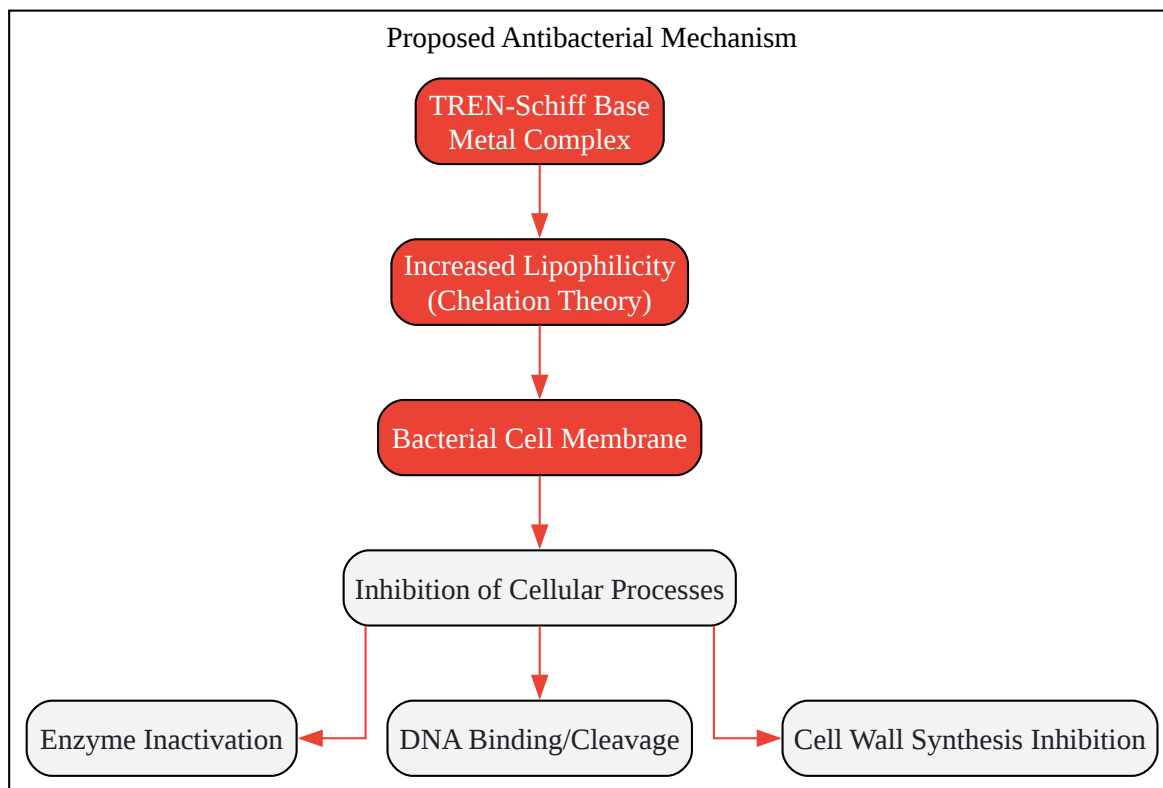 Proposed Antibacterial Mechanism
TREN-Schiff Base
Metal Complex
Increased Lipophilicity
(Chelation Theory)
Bacterial Cell Membrane
Inhibition of Cellular Processes
Enzyme Inactivation
DNA Binding/Cleavage
Cell Wall Synthesis Inhibition